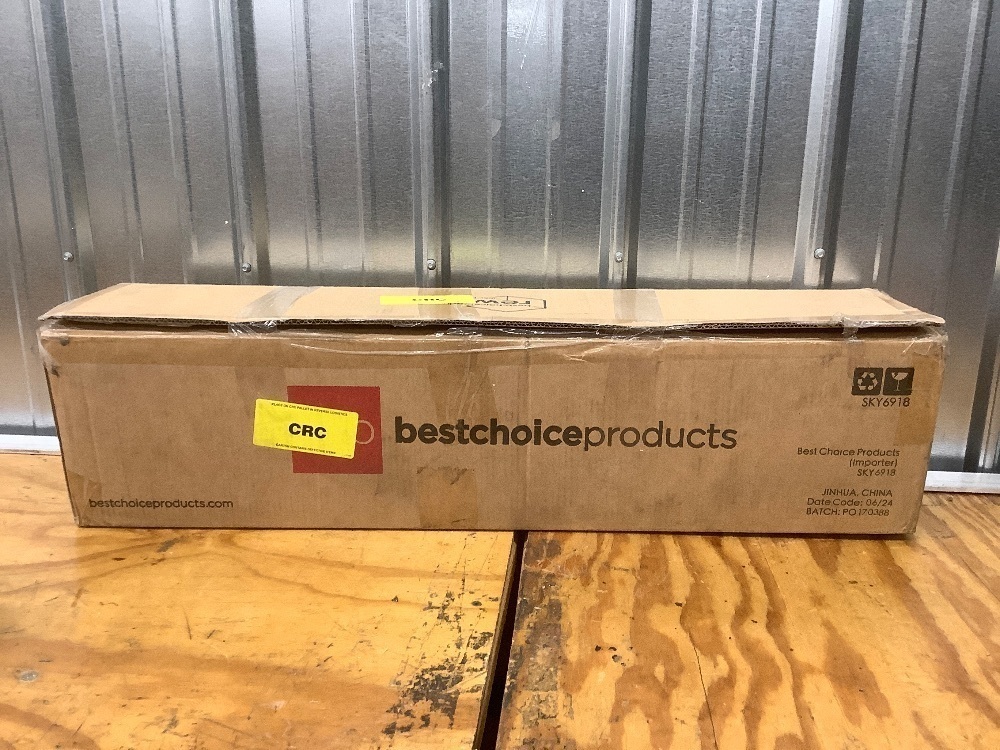 CRC
bestchoiceproducts
bestchoiceproducts.com
SKY6918
Best Choice Products
(Importer)
SKY6918
JINHUA, CHINA
Date Code: 06/24
BATCH: PO170388